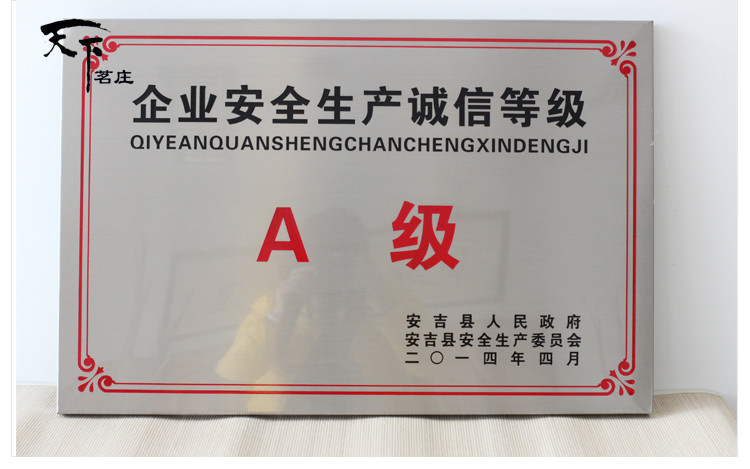 天下
茗庄
企业安全生产诚信等级
QIYEANQUANSHENGCHANCHENGXINDENGJI
A 级
安吉县人民政府
安吉县安全生产委员会
二〇一四年四月